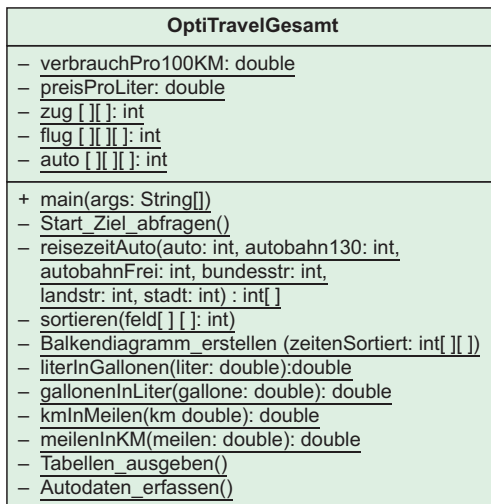 OptiTravelGesamt
– verbrauchPro100KM: double
– preisProLiter: double
– zug [ ][ ]: int
– flug [ ][ ][ ]: int
– auto [ ][ ][ ]: int
+ main(args: String[])
– Start_Ziel_abfragen()
– reisezeitAuto(auto: int, autobahn130: int,
autobahnFrei: int, bundesstr: int,
landstr: int, stadt: int) : int[ ]
– sortieren(feld[ ] [ ]: int)
– Balkendiagramm_erstellen (zeitenSortiert: int[ ][ ])
– literInGallonen(liter: double):double
– gallonenInLiter(gallone: double): double
– kmInMeilen(km double): double
– meilenInKM(meilen: double): double
– Tabellen_ausgeben()
– Autodaten_erfassen()